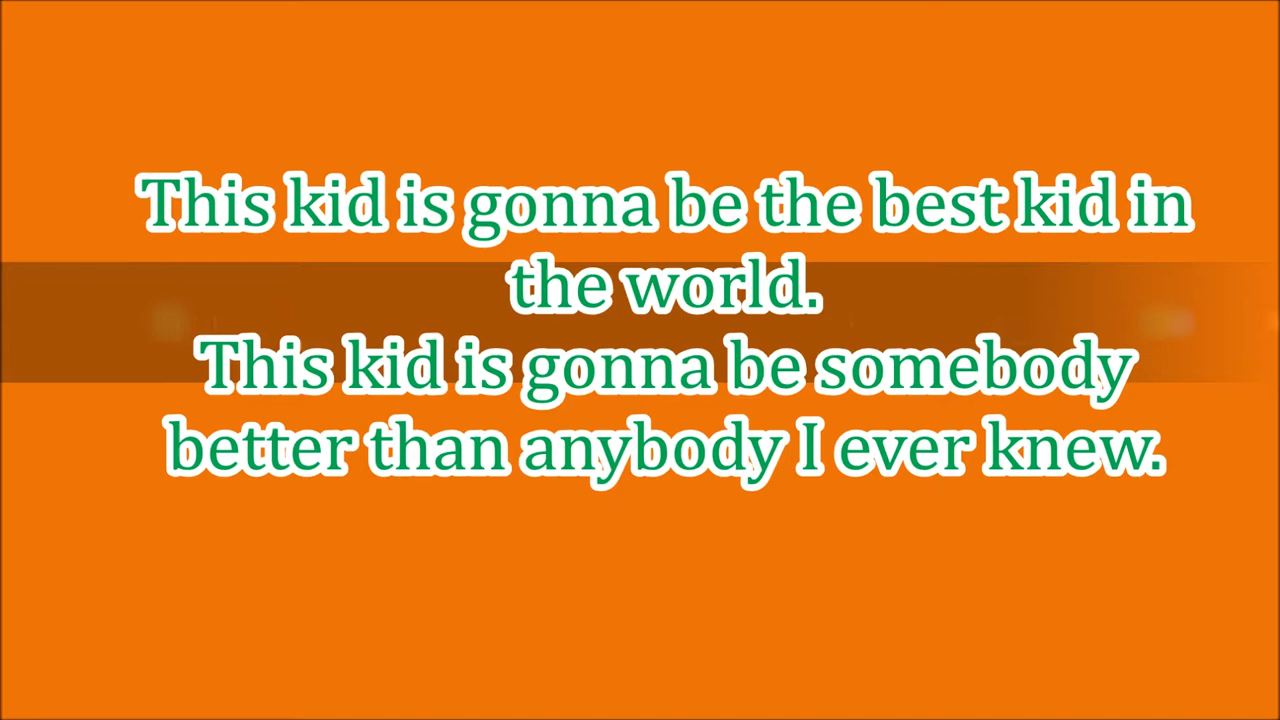 This kid is gonna be the best kid in
the world.
This kid is gonna be somebody
better than anybody I ever knew.